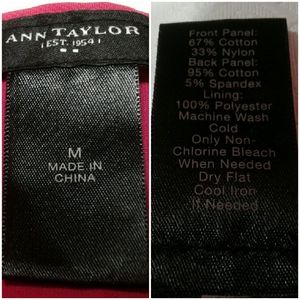 ANN TAYLOR
EST. 1954
M
MADE IN
CHINA
Front Panel:
67% Cotton
33% Nylon
Back Panel:
95% Cotton
5% Spandex
Lining:
100% Polyester
Machine Wash
Cold
Only Non-
Chlorine Bleach
When Needed
Dry Flat
Cool Iron
If Needed